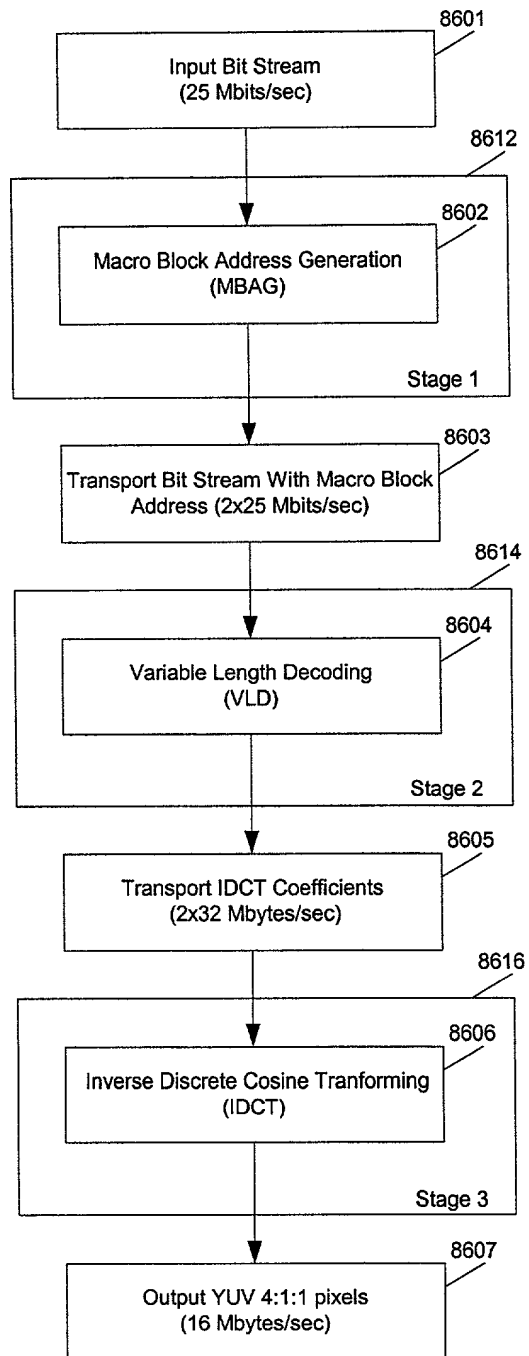 8601
Input Bit Stream
(25 Mbits/sec)
8612
8602
Macro Block Address Generation
(MBAG)
Stage 1
8603
Transport Bit Stream With Macro Block
Address (2x25 Mbits/sec)
8614
8604
Variable Length Decoding
(VLD)
Stage 2
8605
Transport IDCT Coefficients
(2x32 Mbytes/sec)
8616
8606
Inverse Discrete Cosine Tranforming
(IDCT)
Stage 3
8607
Output YUV 4:1:1 pixels
(16 Mbytes/sec)